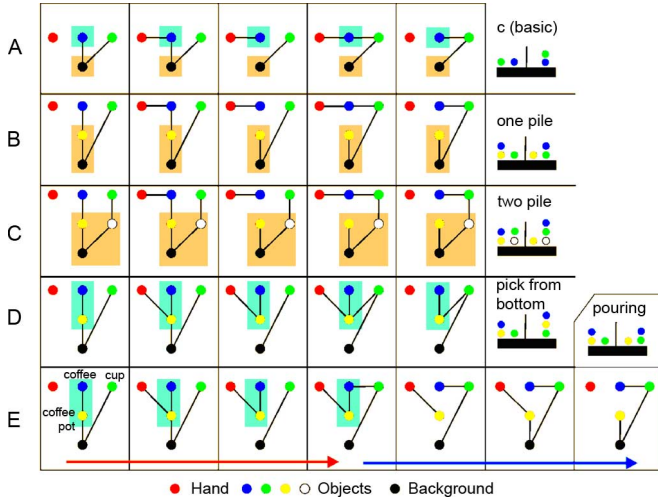 A
c (basic)
B
one pile
C
two pile
D
pick from
bottom
pouring
E
coffee
cup
coffee
pot
Hand
Objects
Background